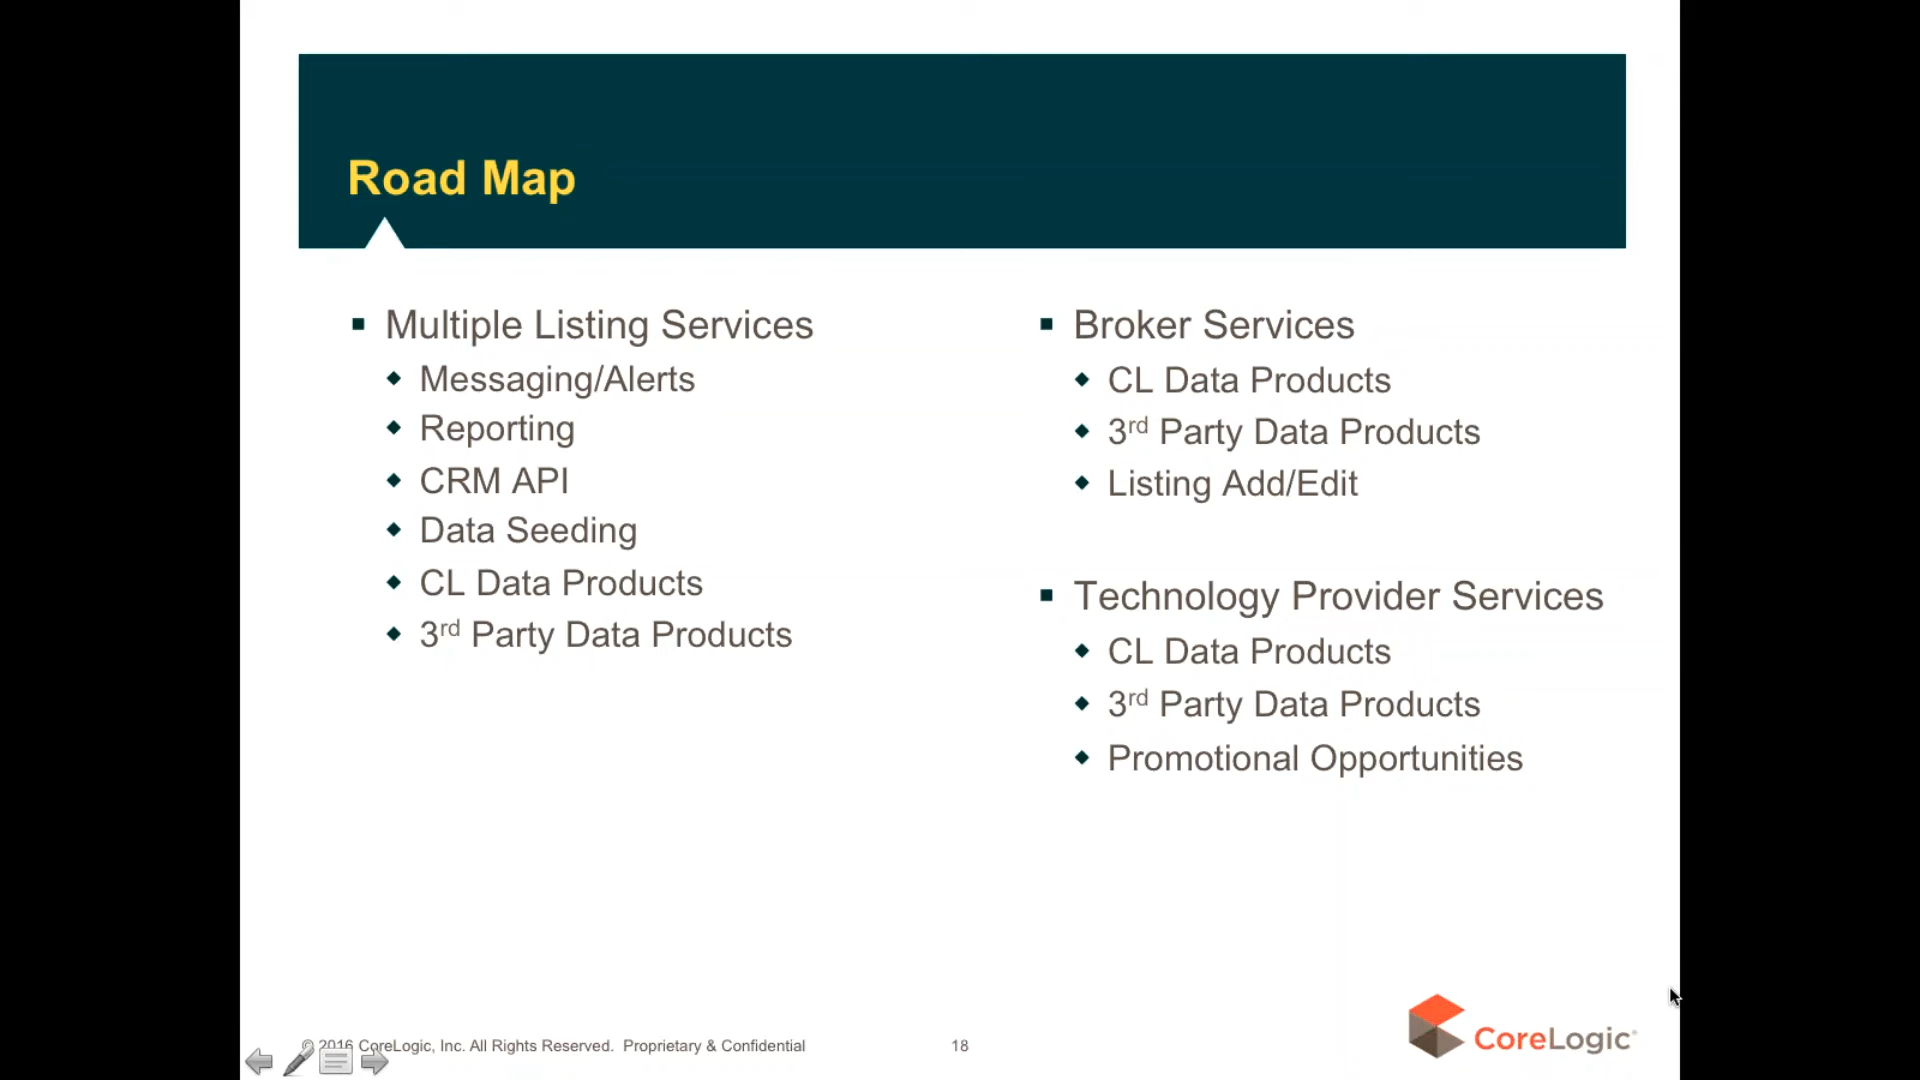 Road Map
Multiple Listing Services
Messaging/Alerts
Reporting
CRM API
Data Seeding
CL Data Products
3rd Party Data Products
Broker Services
CL Data Products
3rd Party Data Products
Listing Add/Edit
Technology Provider Services
CL Data Products
3rd Party Data Products
Promotional Opportunities
© 2016 CoreLogic, Inc. All Rights Reserved. Proprietary & Confidential
18
CoreLogic